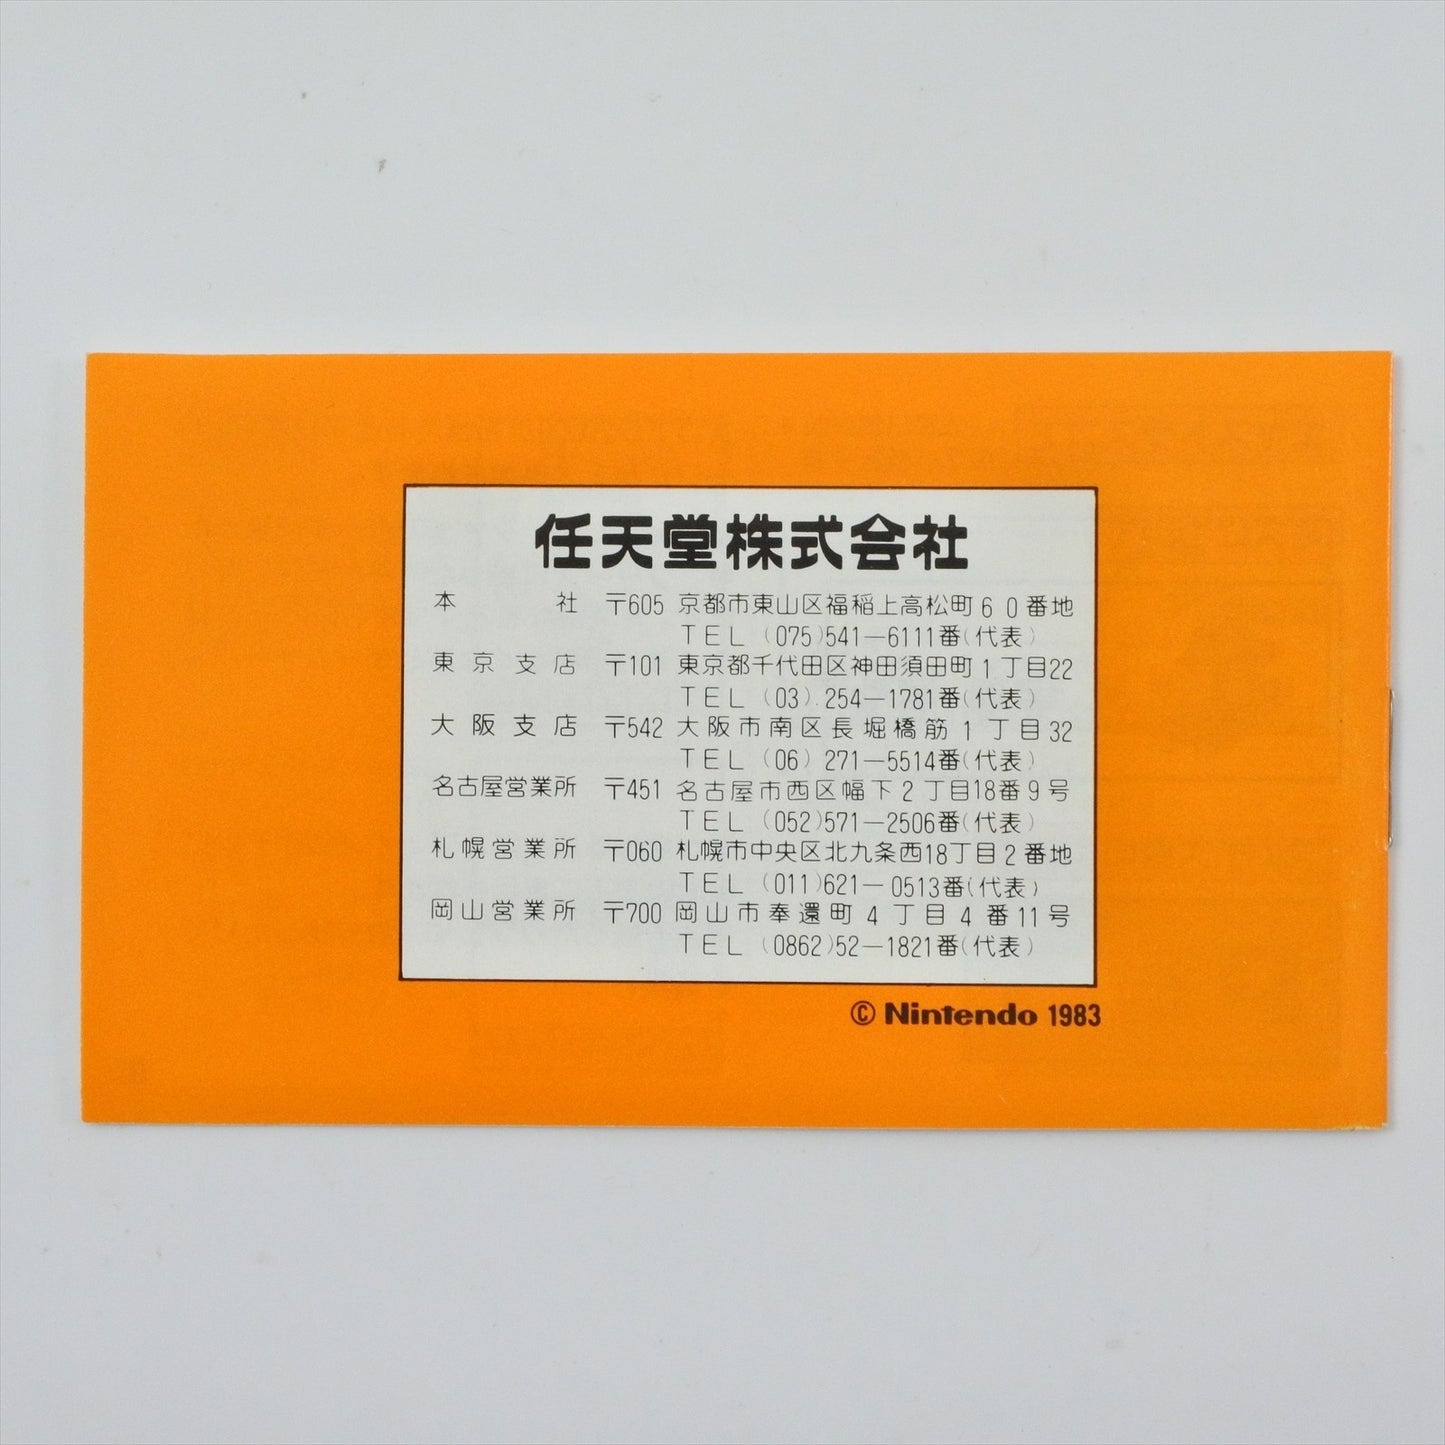 任天堂株式会社
本社 〒605 京都市東山区福稲上高松町60番地
TEL (075)541-6111番(代表)
東京支店 〒101 東京都千代田区神田須田町1丁目22
TEL (03) 254-1781番(代表)
大阪支店 〒542 大阪市南区長堀橋筋1丁目32
TEL (06) 271-5514番(代表)
名古屋営業所 〒451 名古屋市西区幅下2丁目18番9号
TEL (052)571-2506番(代表)
札幌営業所 〒060 札幌市中央区北九条西18丁目2番地
TEL (011)621-0513番(代表)
岡山営業所 〒700 岡山市奉還町4丁目4番11号
TEL (0862)52-1821番(代表)
© Nintendo 1983